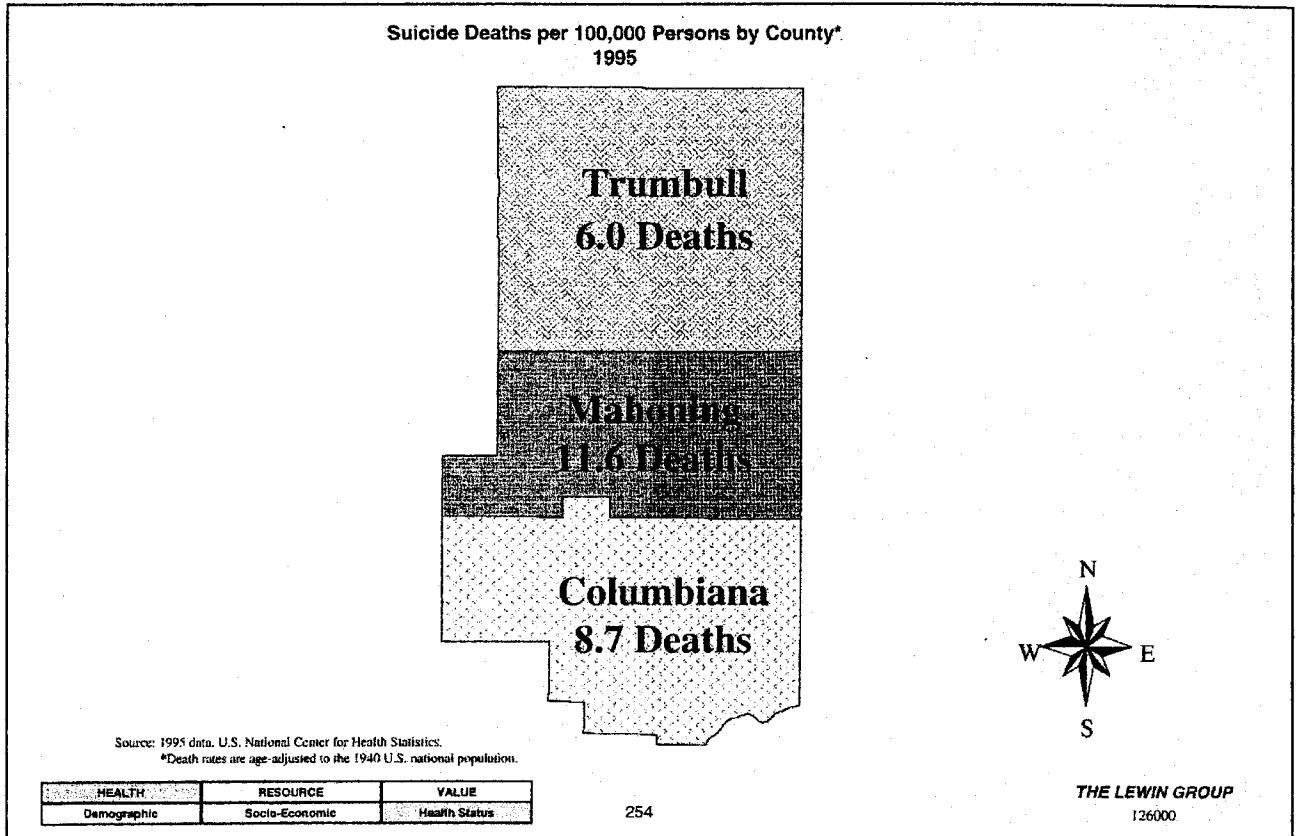 Suicide Deaths per 100,000 Persons by County*
1995
Trumbull
6.0 Deaths
Mahoning
11.6 Deaths
Columbiana
8.7 Deaths
N
W
E
S
Source: 1995 data. U.S. National Center for Health Statistics.
*Death rates are age-adjusted to the 1940 U.S. national population.
HEALTH RESOURCE VALUE
Demographic Socio-Economic Health Status
254
THE LEWIN GROUP
126000